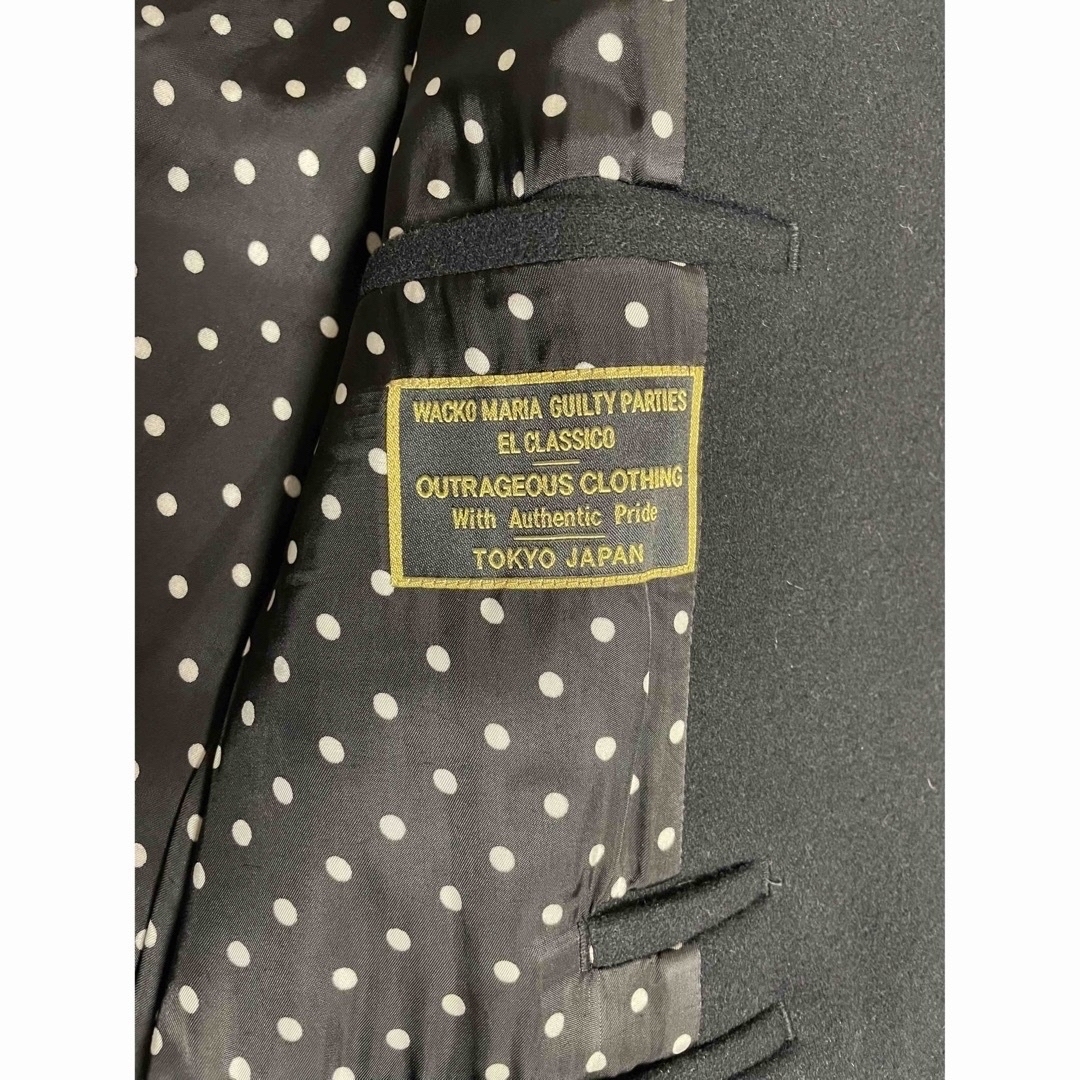 WACKO MARIA GUILTY PARTIES
EL CLASSICO
OUTRAGEOUS CLOTHING
With Authentic Pride
TOKYO JAPAN